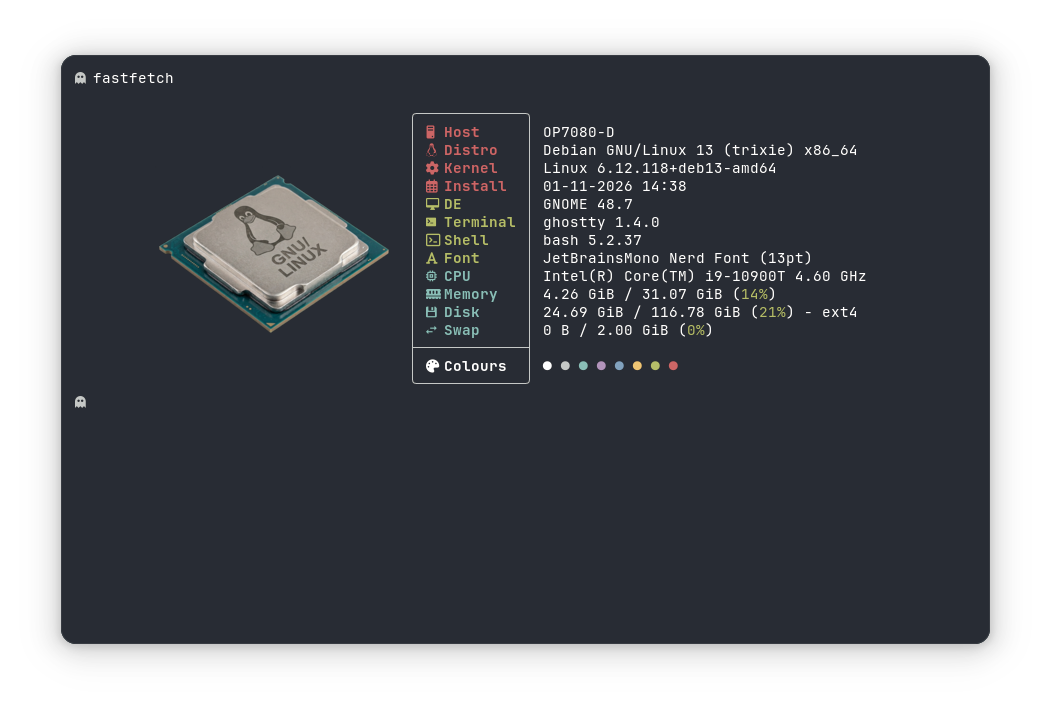 fastfetch
GNU/
LINUX
Host OP7080-D
Distro Debian GNU/Linux 13 (trixie) x86_64
Kernel Linux 6.12.118+deb13-amd64
Install 01-11-2026 14:38
DE GNOME 48.7
Terminal ghostty 1.4.0
Shell bash 5.2.37
Font JetBrainsMono Nerd Font (13pt)
CPU Intel(R) Core(TM) i9-10900T 4.60 GHz
Memory 4.26 GiB / 31.07 GiB (14%)
Disk 24.69 GiB / 116.78 GiB (21%) - ext4
Swap 0 B / 2.00 GiB (0%)
Colours